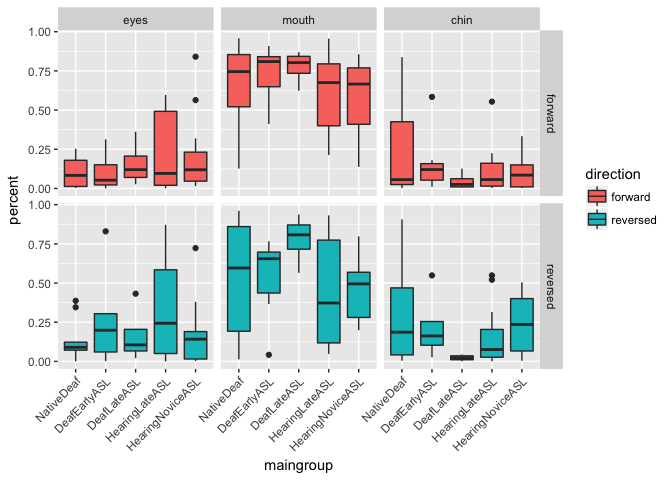 eyes mouth chin
1.00
0.75
0.50
0.25
0.00
forward
percent
direction
forward
reversed
1.00
0.75
0.50
0.25
0.00
reversed
NativeDeaf DeafEarlyASL DeafLateASL HearingLateASL HearingNoviceASL NativeDeaf DeafEarlyASL DeafLateASL HearingLateASL HearingNoviceASL NativeDeaf DeafEarlyASL DeafLateASL HearingLateASL HearingNoviceASL
maingroup